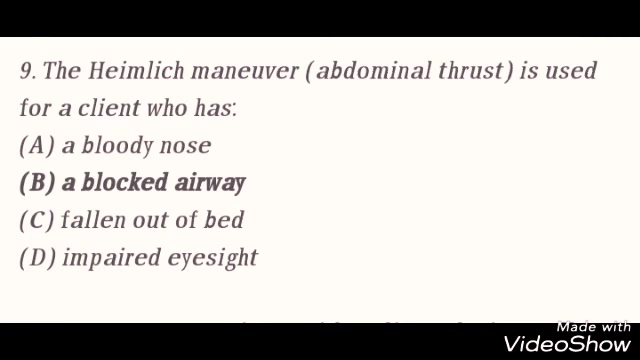 9. The Heimlich maneuver (abdominal thrust) is used
for a client who has:
(A) a bloody nose
(B) a blocked airway
(C) fallen out of bed
(D) impaired eyesight
Made with
VideoShow